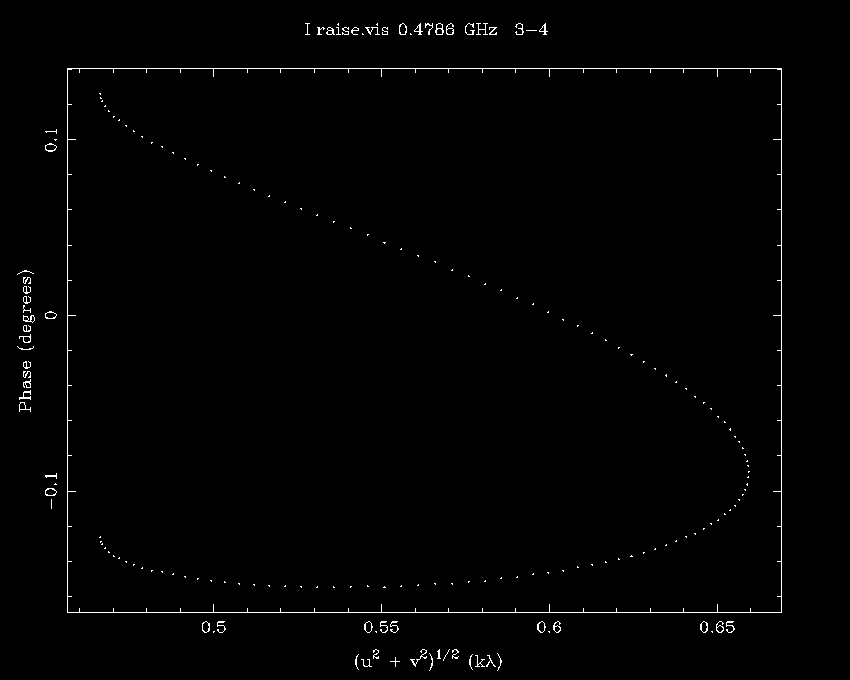 I raise.vis 0.4786 GHz 3−4
0.1
0
−0.1
Phase (degrees)
0.5 0.55 0.6 0.65
(u² + v²)^1/2 (kλ)